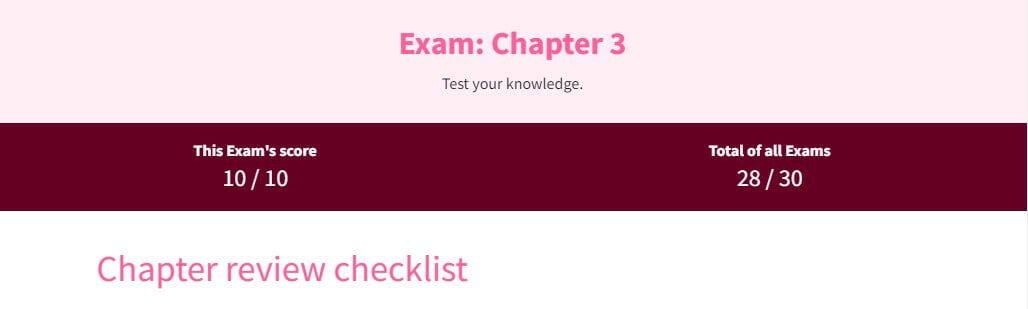 Exam: Chapter 3
Test your knowledge.
This Exam's score
10 / 10
Total of all Exams
28 / 30
Chapter review checklist